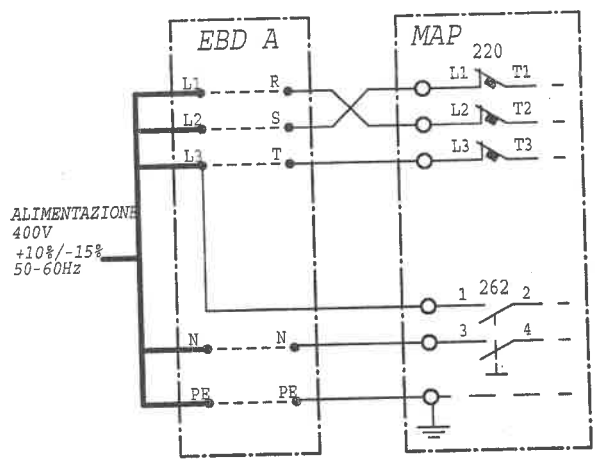 EBD A
MAP
220
L1 R L1 T1
L2 S L2 T2
L3 T L3 T3
ALIMENTAZIONE
400V
+10%/-15%
50-60Hz
262
1 2
N N 3 4
PE PE